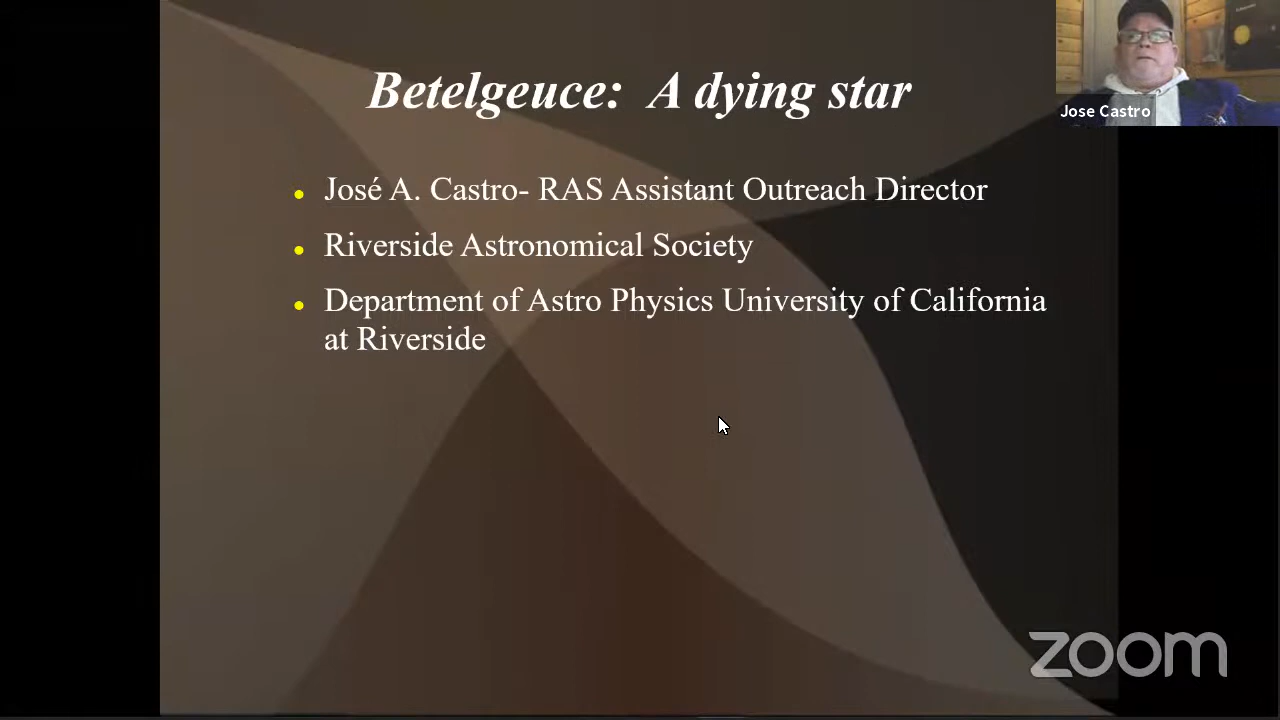 Betelgeuce: A dying star
Jose Castro
José A. Castro- RAS Assistant Outreach Director
Riverside Astronomical Society
Department of Astro Physics University of California
at Riverside
zoom